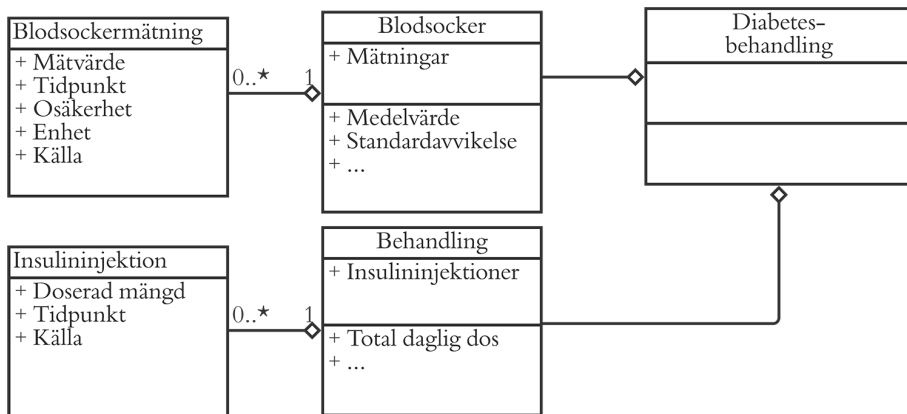 Blodsockermätning
+ Mätvärde
+ Tidpunkt
+ Osäkerhet
+ Enhet
+ Källa
0..*
1
Blodsocker
+ Mätningar
+ Medelvärde
+ Standardavvikelse
+ ...
Diabetes-
behandling
Insulininjektion
+ Doserad mängd
+ Tidpunkt
+ Källa
0..*
1
Behandling
+ Insulininjektioner
+ Total daglig dos
+ ...